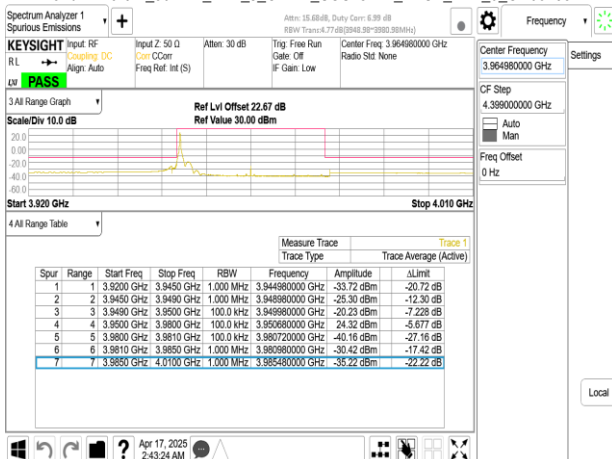 Spectrum Analyzer 1
Spurious Emissions
+
Attn: 15.68dB, Duty Corr: 6.99 dB
RBW Trans:4.77dB(3948.98~3980.98MHz)
Frequency
KEYSIGHT
RL
LXI
PASS
Input: RF
Coupling: DC
Align: Auto
Input Z: 50 Ω
Corr CCorr
Freq Ref: Int (S)
Atten: 30 dB
Trig: Free Run
Gate: Off
IF Gain: Low
Center Freq: 3.964980000 GHz
Radio Std: None
Center Frequency
3.964980000 GHz
Settings
CF Step
4.399000000 GHz
Auto
Man
Freq Offset
0 Hz
3 All Range Graph
Scale/Div 10.0 dB
Ref Lvl Offset 22.67 dB
Ref Value 30.00 dBm
20.0
0.00
-20.0
-40.0
-60.0
Start 3.920 GHz
Stop 4.010 GHz
4 All Range Table
Measure Trace Trace 1
Trace Type Trace Average (Active)
Spur Range Start Freq Stop Freq RBW Frequency Amplitude ΔLimit
1 1 3.9200 GHz 3.9450 GHz 1.000 MHz 3.944980000 GHz -33.72 dBm -20.72 dB
2 2 3.9450 GHz 3.9490 GHz 1.000 MHz 3.948980000 GHz -25.30 dBm -12.30 dB
3 3 3.9490 GHz 3.9500 GHz 100.0 kHz 3.949980000 GHz -20.23 dBm -7.228 dB
4 4 3.9500 GHz 3.9800 GHz 100.0 kHz 3.950680000 GHz 24.32 dBm -5.677 dB
5 5 3.9800 GHz 3.9810 GHz 100.0 kHz 3.980720000 GHz -40.16 dBm -27.16 dB
6 6 3.9810 GHz 3.9850 GHz 1.000 MHz 3.980980000 GHz -30.42 dBm -17.42 dB
7 7 3.9850 GHz 4.0100 GHz 1.000 MHz 3.985480000 GHz -35.22 dBm -22.22 dB
Local
?
Apr 17, 2025
2:43:24 AM